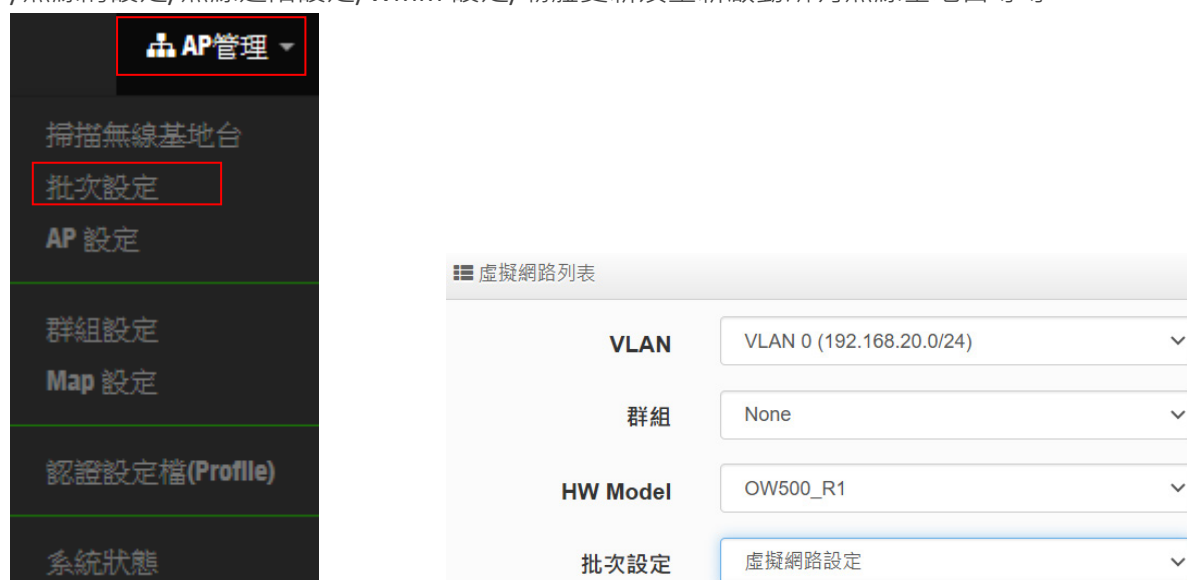 AP管理
掃描無線基地台
批次設定
AP 設定
群組設定
Map 設定
認證設定檔(Profile)
系統狀態
虛擬網路列表
VLAN
VLAN 0 (192.168.20.0/24)
群組
None
HW Model
OW500_R1
批次設定
虛擬網路設定